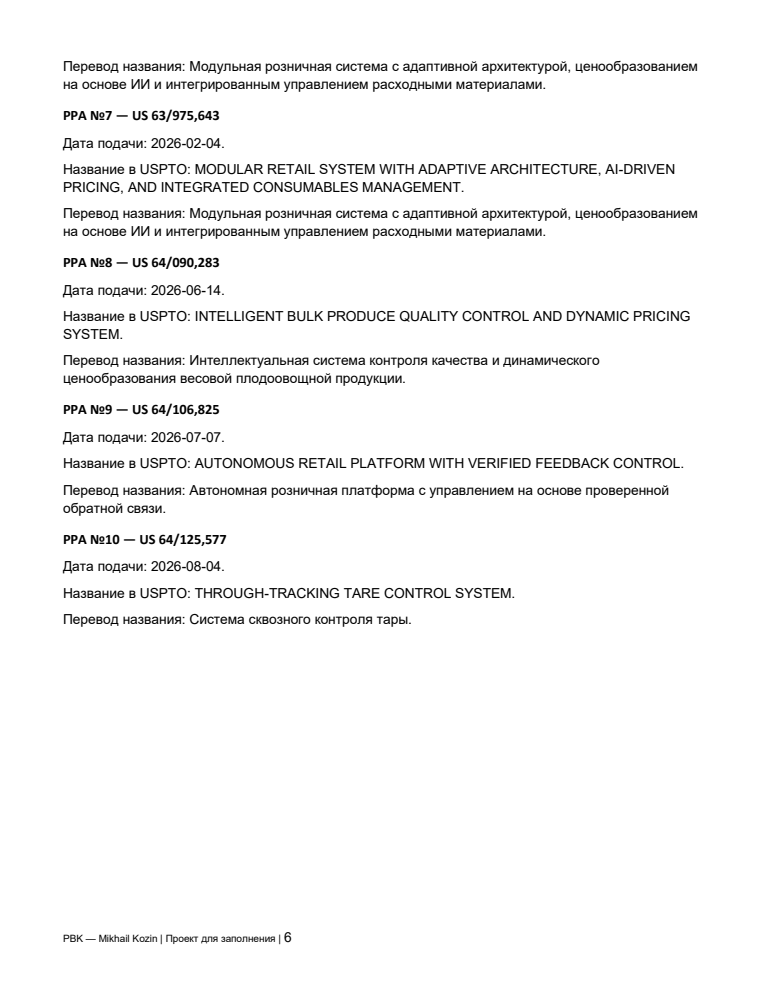 Перевод названия: Модульная розничная система с адаптивной архитектурой, ценообразованием
на основе ИИ и интегрированным управлением расходными материалами.
PPA №7 — US 63/975,643
Дата подачи: 2026-02-04.
Название в USPTO: MODULAR RETAIL SYSTEM WITH ADAPTIVE ARCHITECTURE, AI-DRIVEN
PRICING, AND INTEGRATED CONSUMABLES MANAGEMENT.
Перевод названия: Модульная розничная система с адаптивной архитектурой, ценообразованием
на основе ИИ и интегрированным управлением расходными материалами.
PPA №8 — US 64/090,283
Дата подачи: 2026-06-14.
Название в USPTO: INTELLIGENT BULK PRODUCE QUALITY CONTROL AND DYNAMIC PRICING
SYSTEM.
Перевод названия: Интеллектуальная система контроля качества и динамического
ценообразования весовой плодоовощной продукции.
PPA №9 — US 64/106,825
Дата подачи: 2026-07-07.
Название в USPTO: AUTONOMOUS RETAIL PLATFORM WITH VERIFIED FEEDBACK CONTROL.
Перевод названия: Автономная розничная платформа с управлением на основе проверенной
обратной связи.
PPA №10 — US 64/125,577
Дата подачи: 2026-08-04.
Название в USPTO: THROUGH-TRACKING TARE CONTROL SYSTEM.
Перевод названия: Система сквозного контроля тары.
РВК — Mikhail Kozin | Проект для заполнения | 6